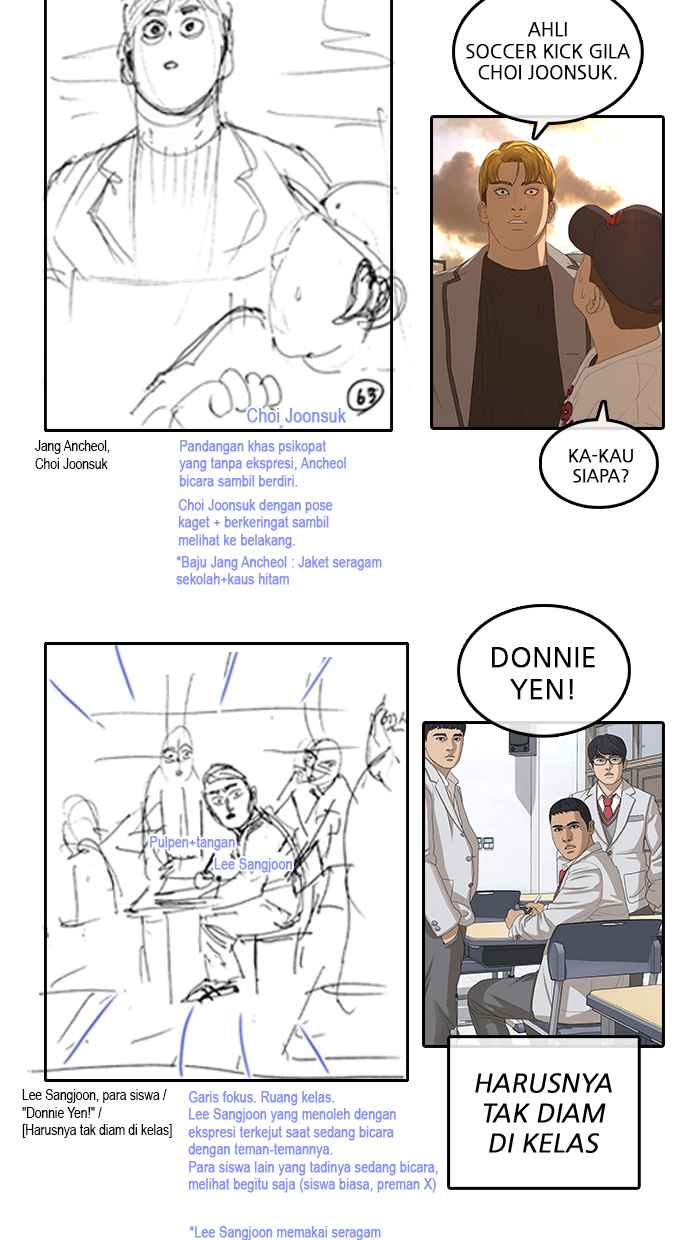 AHLI
SOCCER KICK GILA
CHOI JOONSUK.
63
Choi Joonsuk
Jang Ancheol,
Choi Joonsuk
Pandangan khas psikopat
yang tanpa ekspresi, Ancheol
bicara sambil berdiri.
Choi Joonsuk dengan pose
kaget + berkeringat sambil
melihat ke belakang.
*Baju Jang Ancheol : Jaket seragam
sekolah+kaus hitam
KA-KAU
SIAPA?
DONNIE
YEN!
Pulpen+tangan
Lee Sangjoon
Lee Sangjoon, para siswa /
"Donnie Yen!" /
[Harusnya tak diam di kelas]
Garis fokus. Ruang kelas.
Lee Sangjoon yang menoleh dengan
ekspresi terkejut saat sedang bicara
dengan teman-temannya.
Para siswa lain yang tadinya sedang bicara,
melihat begitu saja (siswa biasa, preman X)
*Lee Sangjoon memakai seragam
HARUSNYA
TAK DIAM
DI KELAS